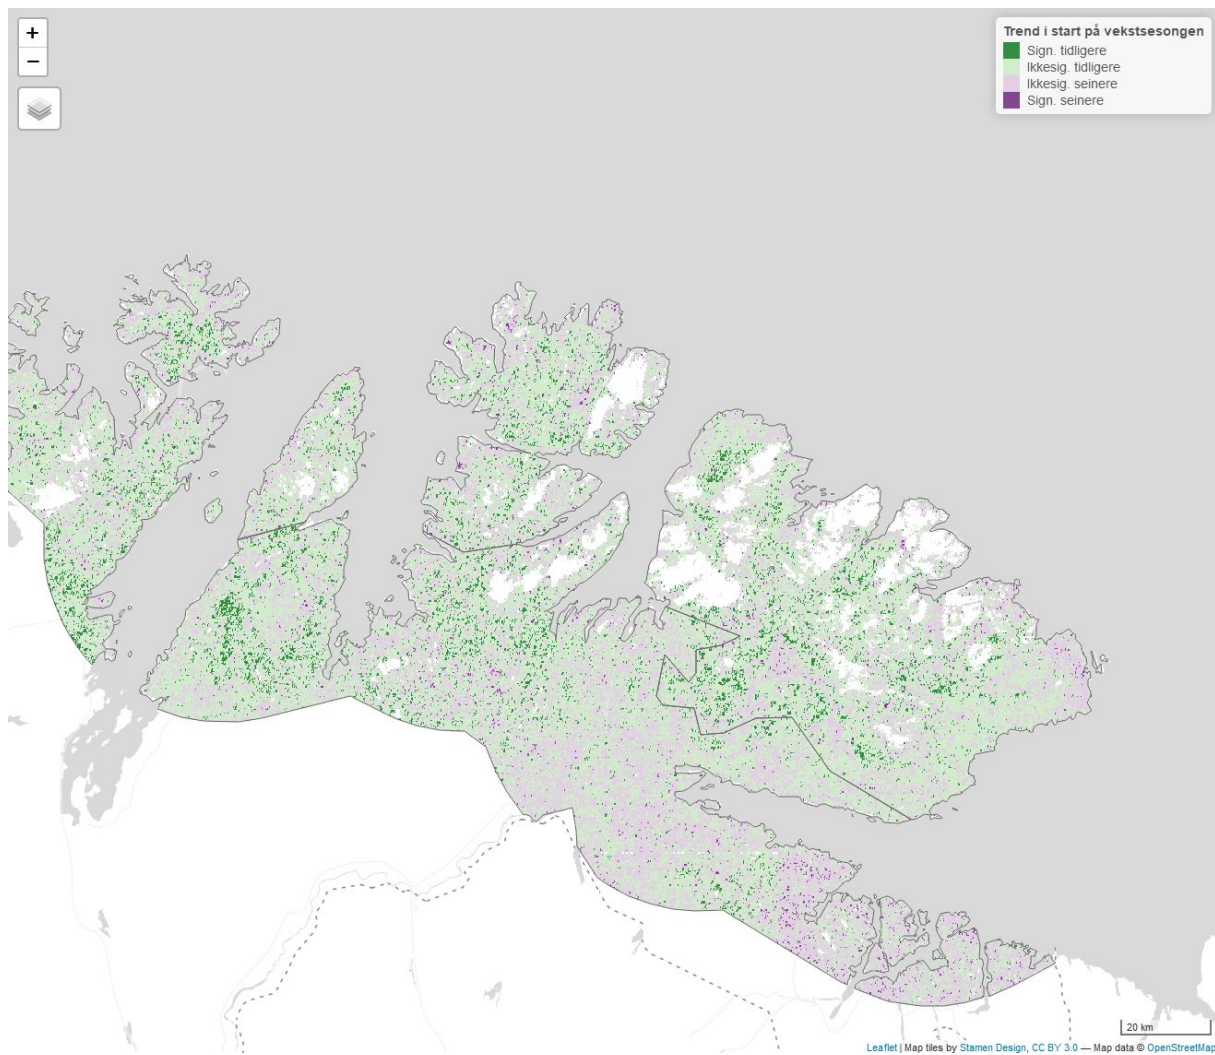 +
−
Trend i start på vekstsesongen
Sign. tidligere
Ikkesig. tidligere
Ikkesig. seinere
Sign. seinere
20 km
Leaflet | Map tiles by Stamen Design, CC BY 3.0 — Map data © OpenStreetMap